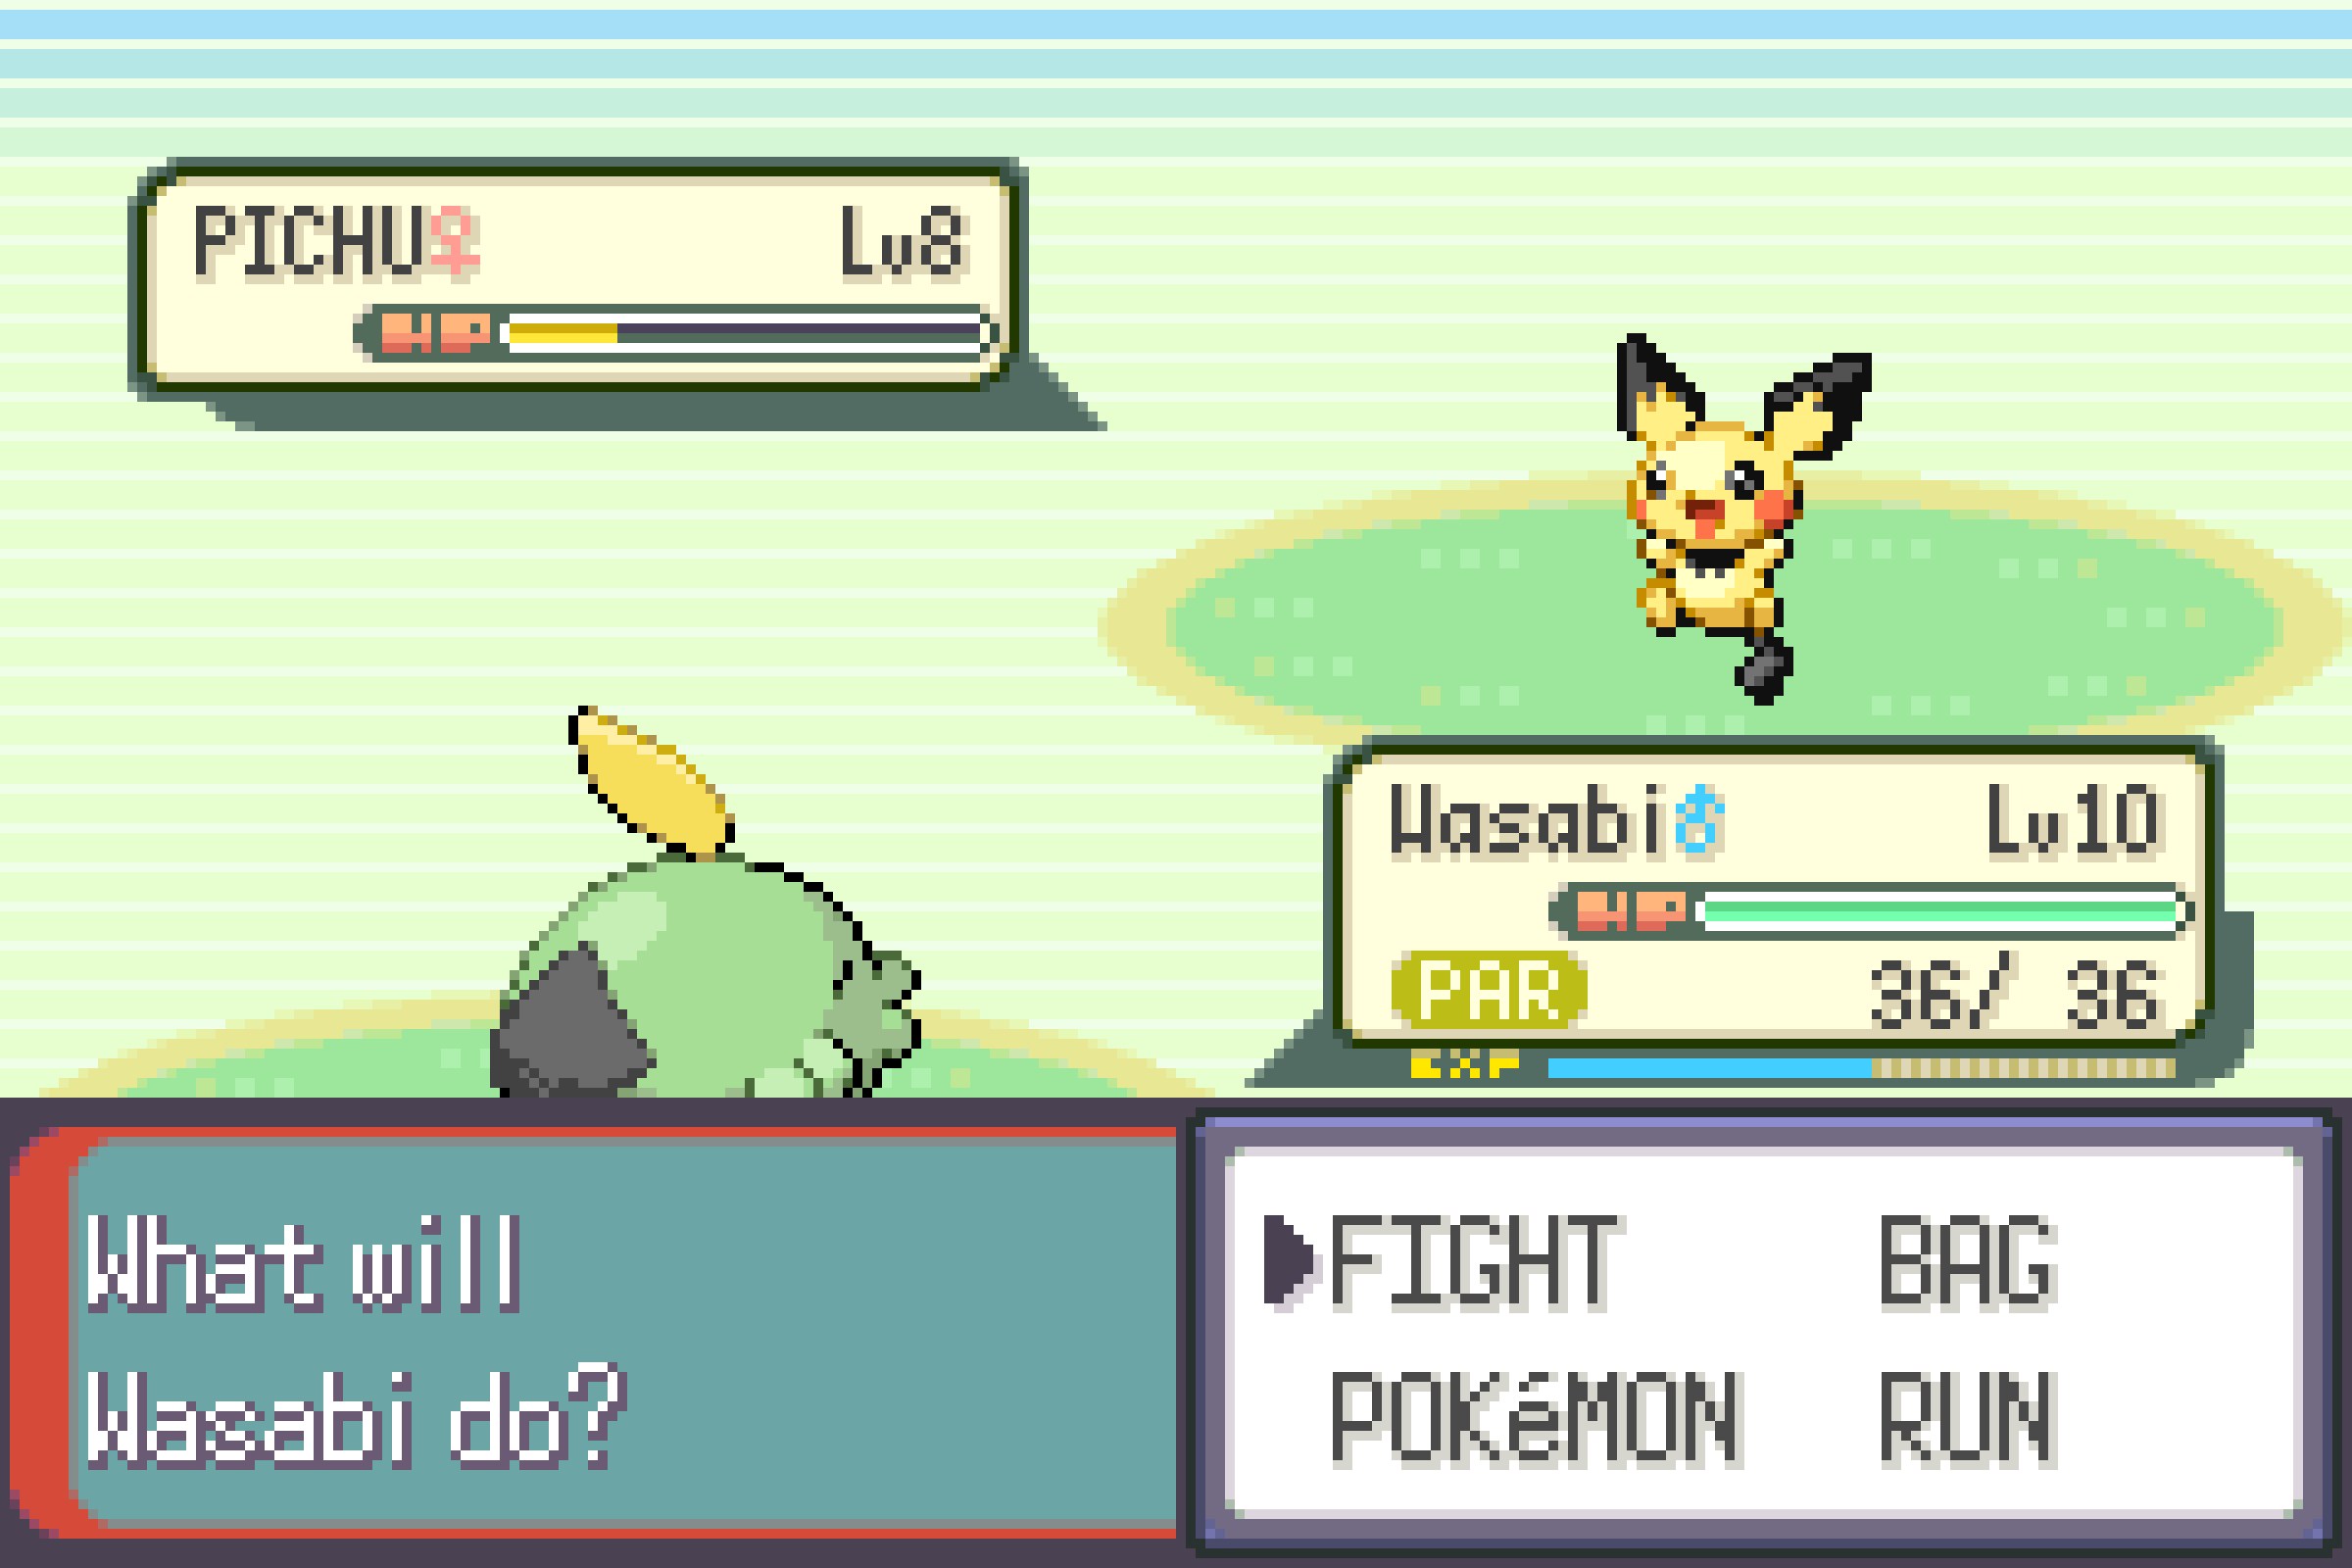 PICHU♀ Lv8
HP
Wasabi♂ Lv10
HP
PAR 36/ 36
EXP
What will
Wasabi do?
FIGHT BAG
POKéMON RUN